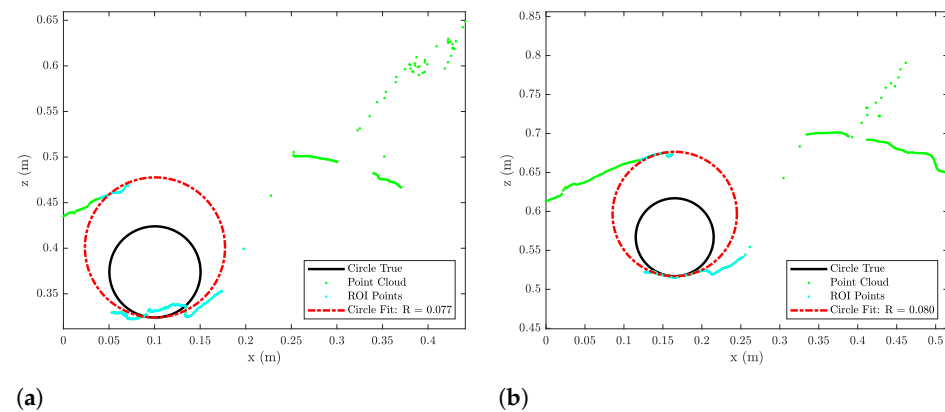 0.65
0.6
0.55
0.5
0.45
0.4
0.35
z (m)
0 0.05 0.1 0.15 0.2 0.25 0.3 0.35 0.4
x (m)
Circle True
Point Cloud
ROI Points
Circle Fit: R = 0.077
(a)
0.85
0.8
0.75
0.7
0.65
0.6
0.55
0.5
0.45
z (m)
0 0.05 0.1 0.15 0.2 0.25 0.3 0.35 0.4 0.45 0.5
x (m)
Circle True
Point Cloud
ROI Points
Circle Fit: R = 0.080
(b)